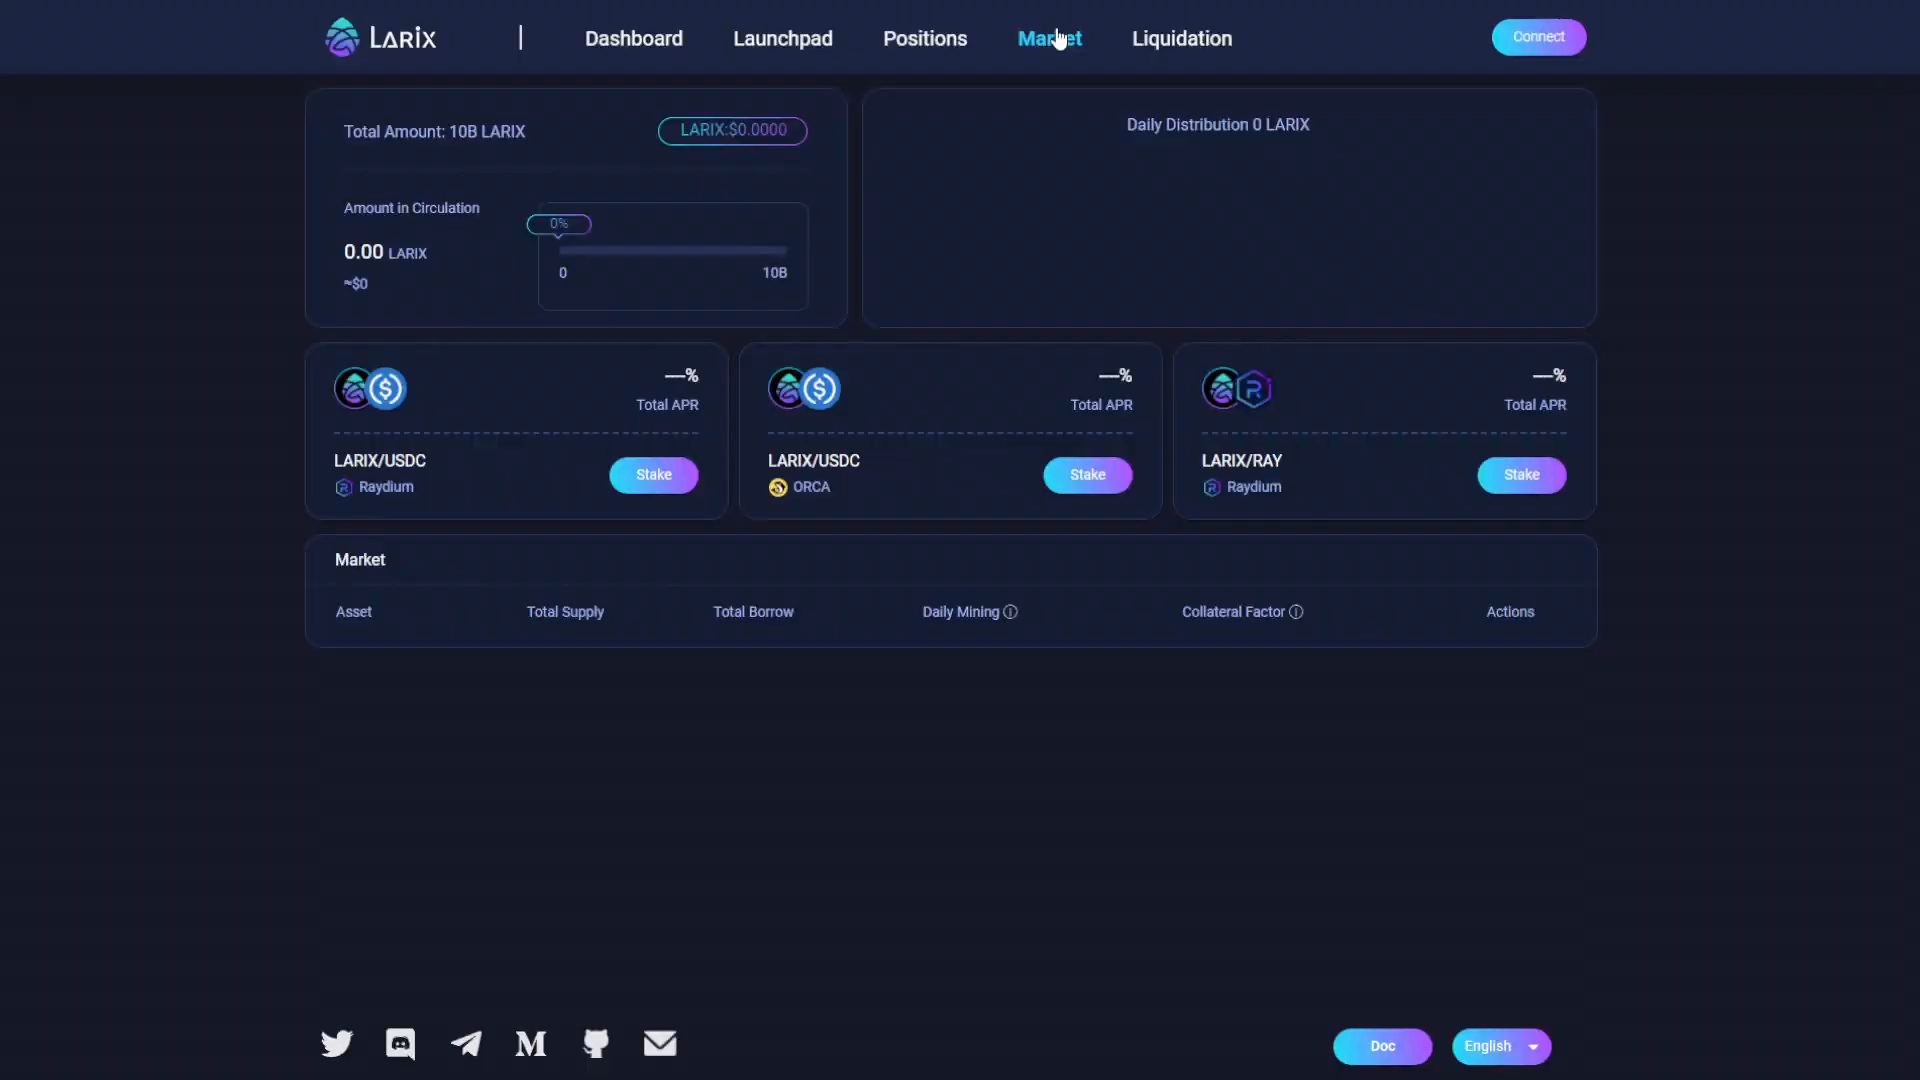 LARIX | Dashboard Launchpad Positions Market Liquidation Connect
Total Amount: 10B LARIX LARIX:$0.0000
Daily Distribution 0 LARIX
Amount in Circulation
0%
0.00 LARIX
0 10B
≈$0
—% Total APR
LARIX/USDC
Raydium
Stake
—% Total APR
LARIX/USDC
ORCA
Stake
—% Total APR
LARIX/RAY
Raydium
Stake
Market
Asset Total Supply Total Borrow Daily Mining Collateral Factor Actions
Doc English